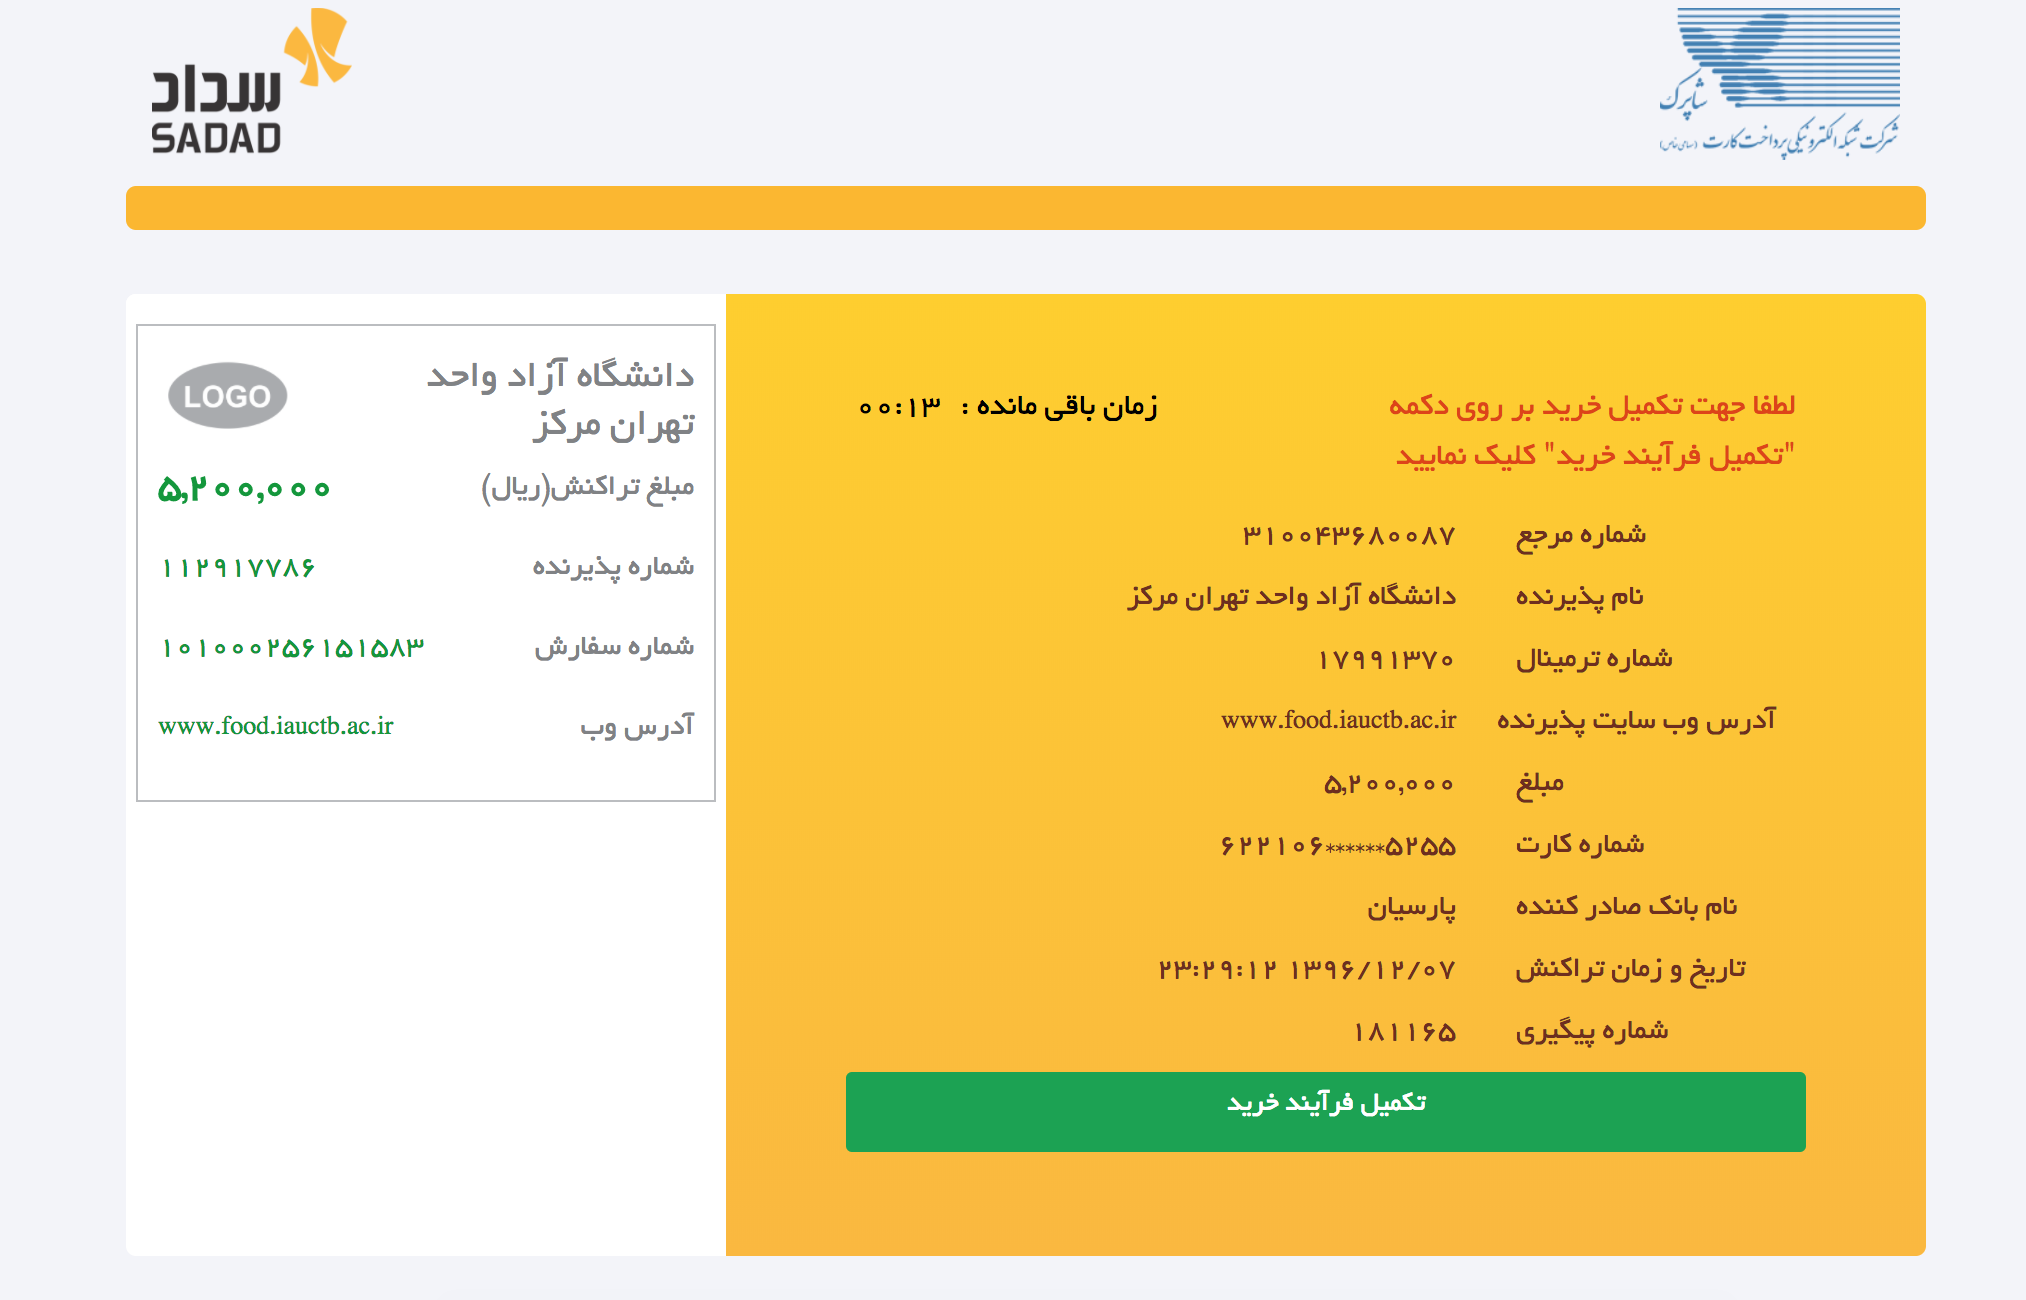 شاپرک
شرکت شبکه الکترونیکی پرداخت کارت (سهامی خاص)
سداد
SADAD
لطفا جهت تکمیل خرید بر روی دکمه
"تکمیل فرآیند خرید" کلیک نمایید
زمان باقی مانده : ۰۰:۱۳
شماره مرجع ۳۱۰۰۴۳۶۸۰۰۸۷
نام پذیرنده دانشگاه آزاد واحد تهران مرکز
شماره ترمینال ۱۷۹۹۱۳۷۰
آدرس وب سایت پذیرنده www.food.iauctb.ac.ir
مبلغ ۵,۲۰۰,۰۰۰
شماره کارت ۶۲۲۱۰۶******۵۲۵۵
نام بانک صادر کننده پارسیان
تاریخ و زمان تراکنش ۲۳:۲۹:۱۲ ۱۳۹۶/۱۲/۰۷
شماره پیگیری ۱۸۱۱۶۵
تکمیل فرآیند خرید
دانشگاه آزاد واحد
تهران مرکز
LOGO
مبلغ تراکنش(ریال) ۵,۲۰۰,۰۰۰
شماره پذیرنده ۱۱۲۹۱۷۷۸۶
شماره سفارش ۱۰۱۰۰۰۲۵۶۱۵۱۵۸۳
آدرس وب www.food.iauctb.ac.ir